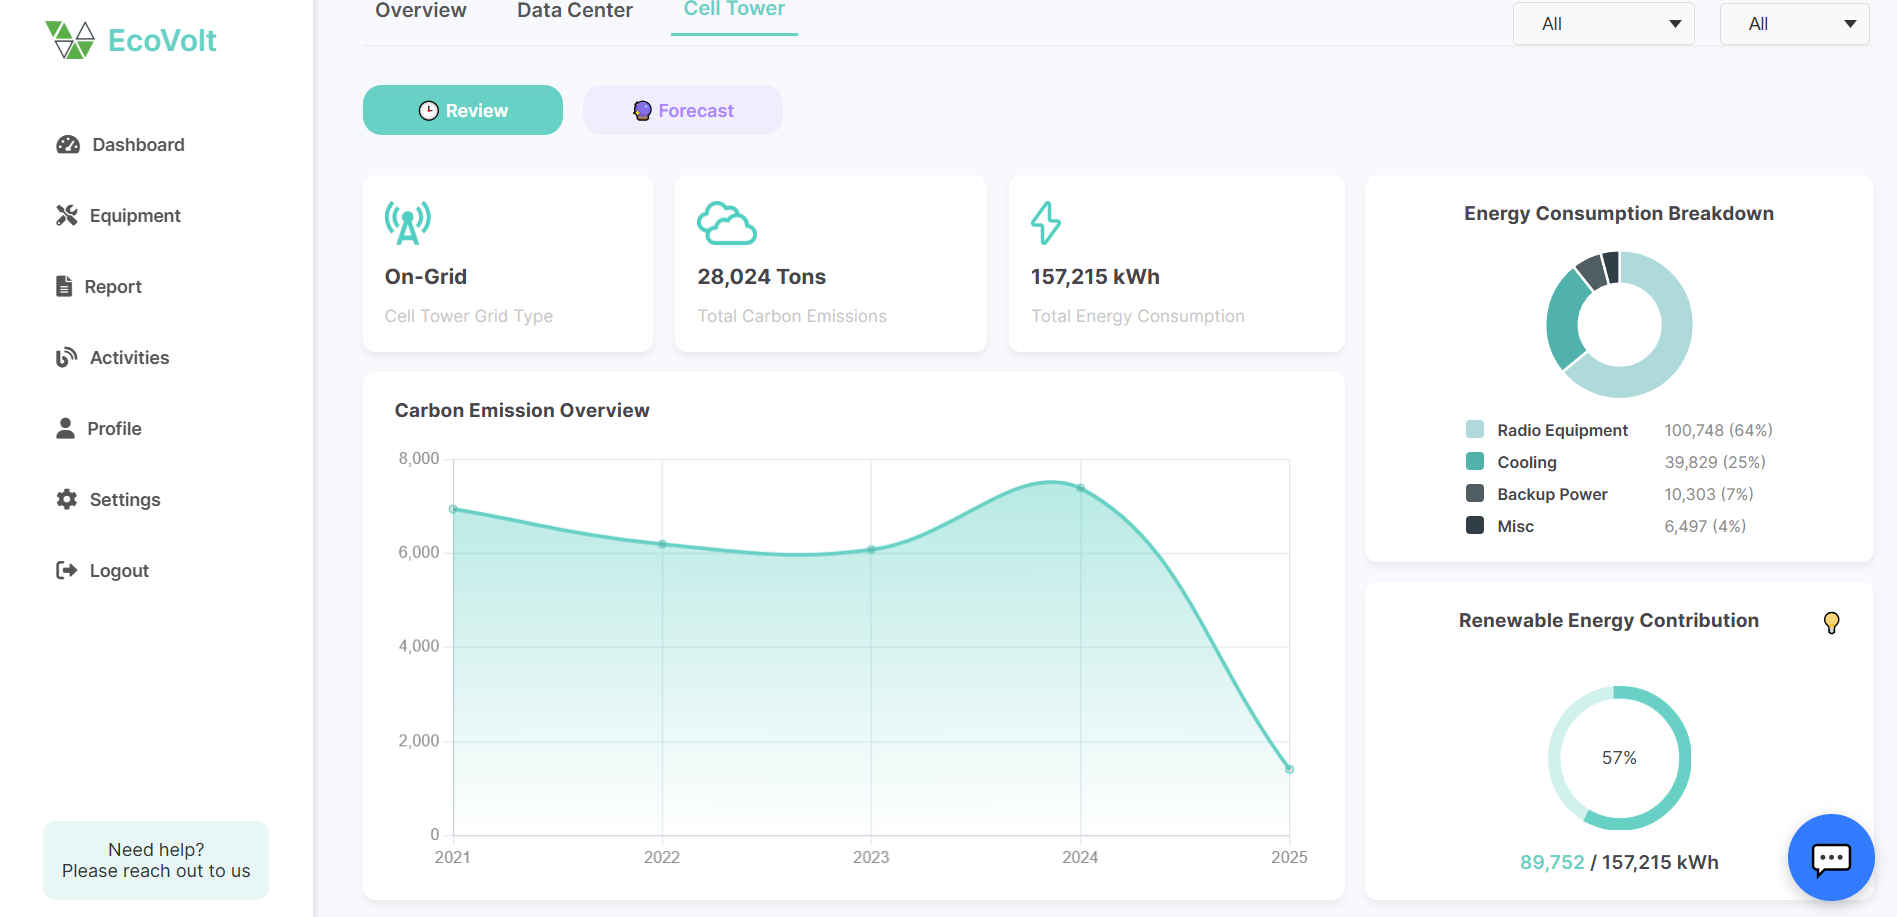 EcoVolt
Dashboard
Equipment
Report
Activities
Profile
Settings
Logout
Need help?
Please reach out to us
Overview
Data Center
Cell Tower
All
All
Review
Forecast
On-Grid
Cell Tower Grid Type
28,024 Tons
Total Carbon Emissions
157,215 kWh
Total Energy Consumption
Carbon Emission Overview
8,000
6,000
4,000
2,000
0
2021
2022
2023
2024
2025
Energy Consumption Breakdown
Radio Equipment 100,748 (64%)
Cooling 39,829 (25%)
Backup Power 10,303 (7%)
Misc 6,497 (4%)
Renewable Energy Contribution
57%
89,752 / 157,215 kWh